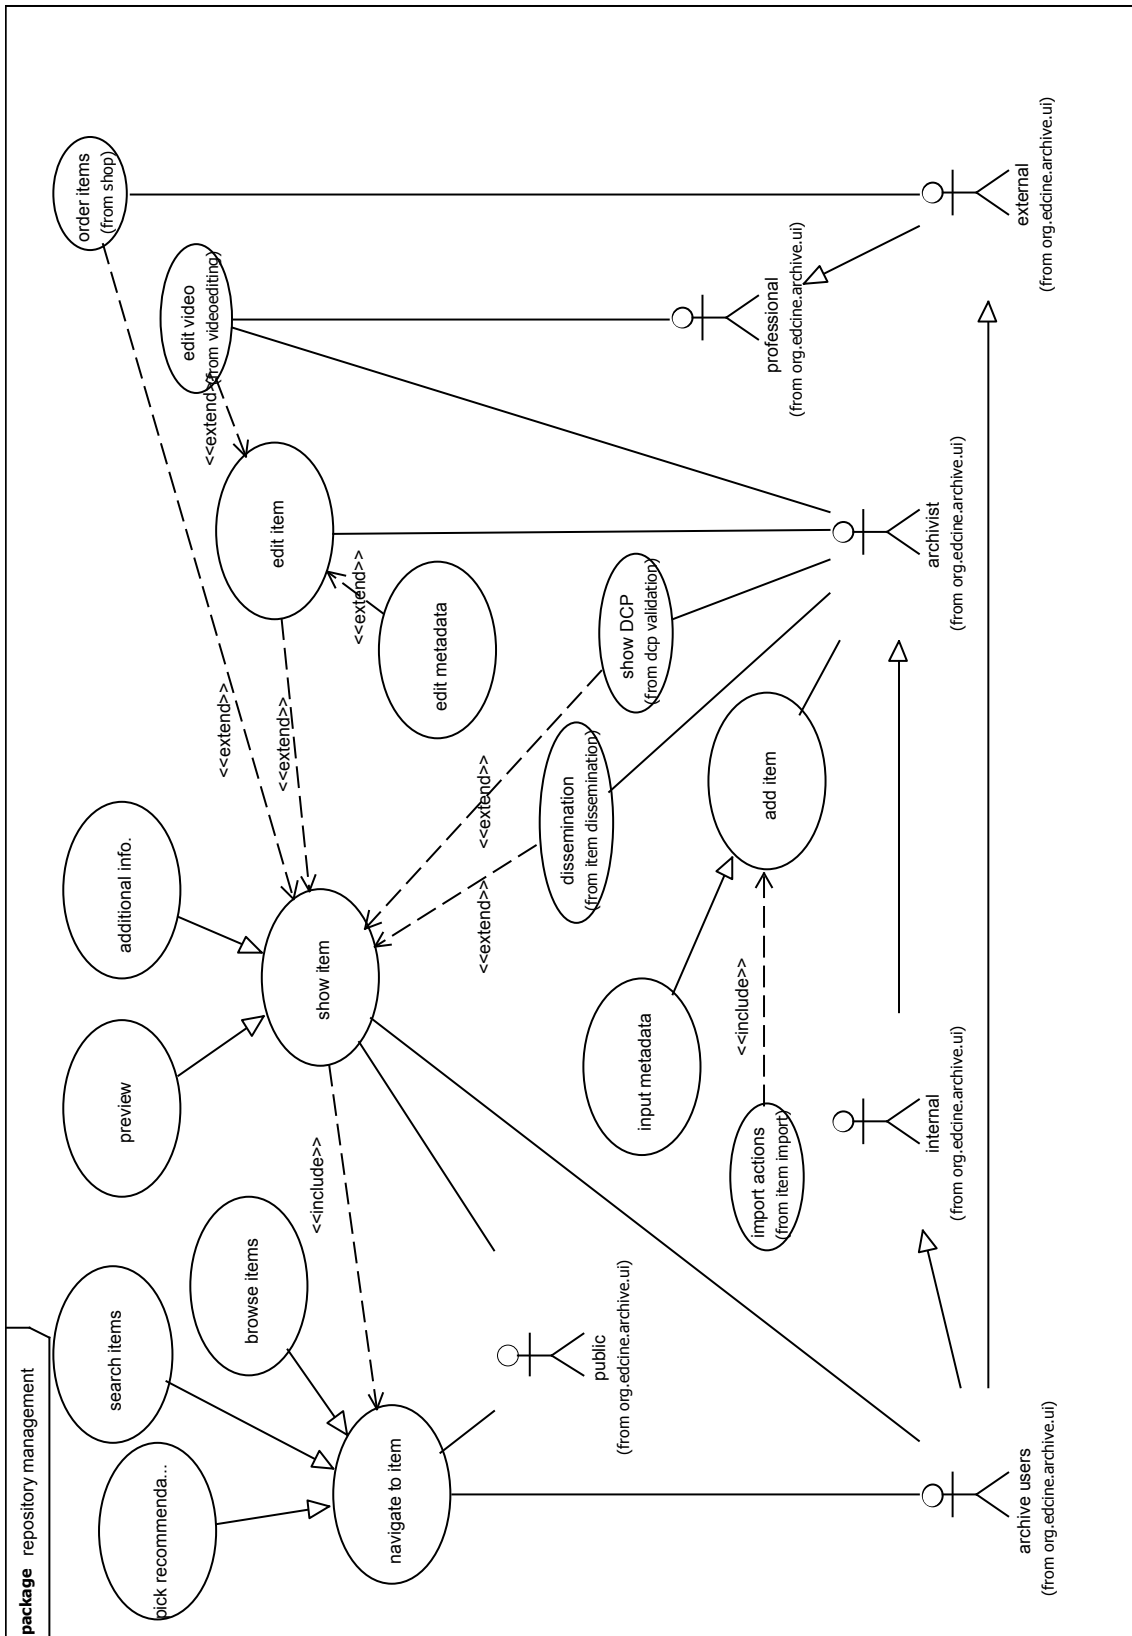 package repository management
pick recommenda...
search items
browse items
navigate to item
<<include>>
preview
additional info.
show item
<<extend>>
<<extend>>
order items
(from shop)
edit video
(from videoediting)
<<extend>>
edit item
<<extend>>
edit metadata
<<extend>>
<<extend>>
show DCP
(from dcp validation)
dissemination
(from item dissemination)
add item
input metadata
<<include>>
import actions
(from item import)
public
(from org.edcine.archive.ui)
archive users
(from org.edcine.archive.ui)
internal
(from org.edcine.archive.ui)
archivist
(from org.edcine.archive.ui)
professional
(from org.edcine.archive.ui)
external
(from org.edcine.archive.ui)